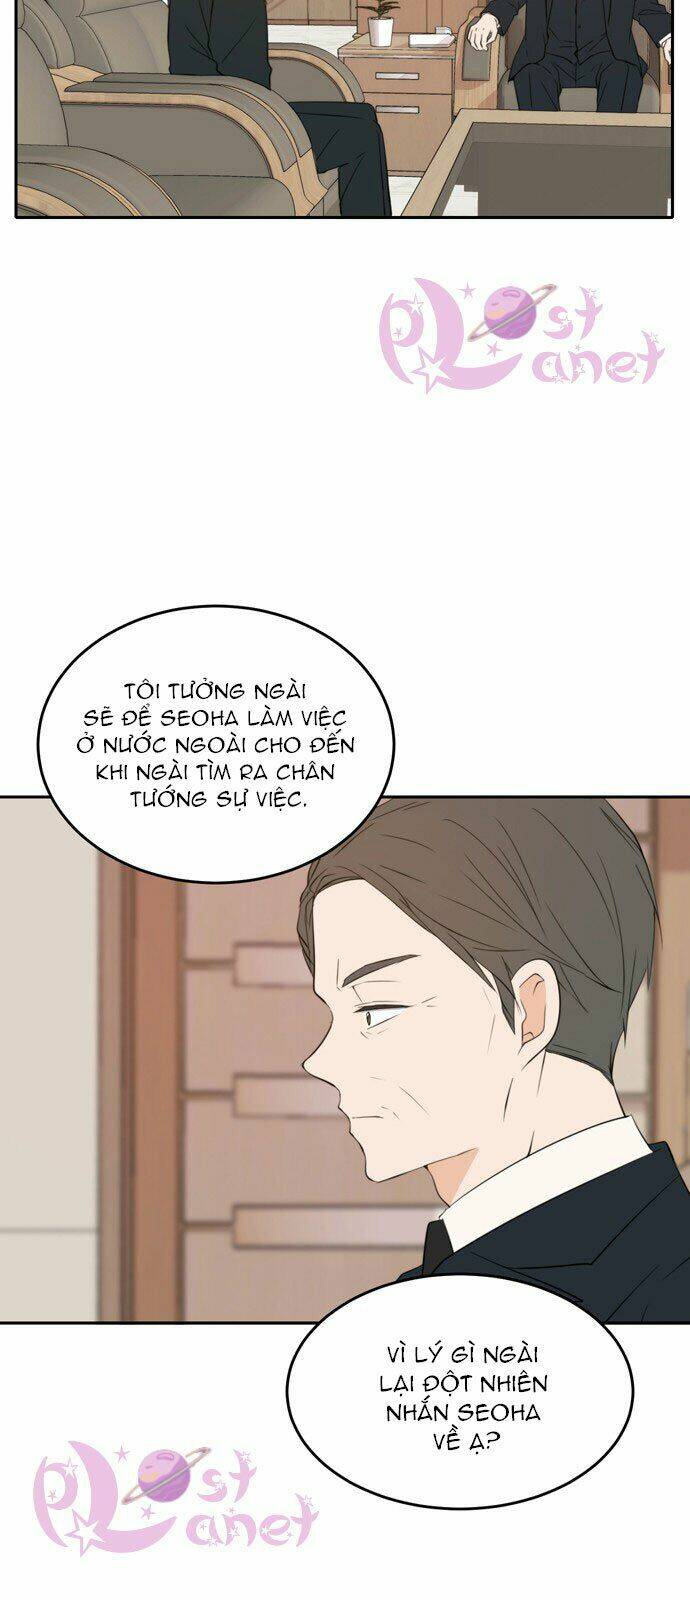 Lost
Planet
TÔI TƯỞNG NGÀI
SẼ ĐỂ SEOHA LÀM VIỆC
Ở NƯỚC NGOÀI CHO ĐẾN
KHI NGÀI TÌM RA CHÂN
TƯỚNG SỰ VIỆC.
VÌ LÝ GÌ NGÀI
LẠI ĐỘT NHIÊN
NHẮN SEOHA
VỀ Ạ?
Lost
Planet